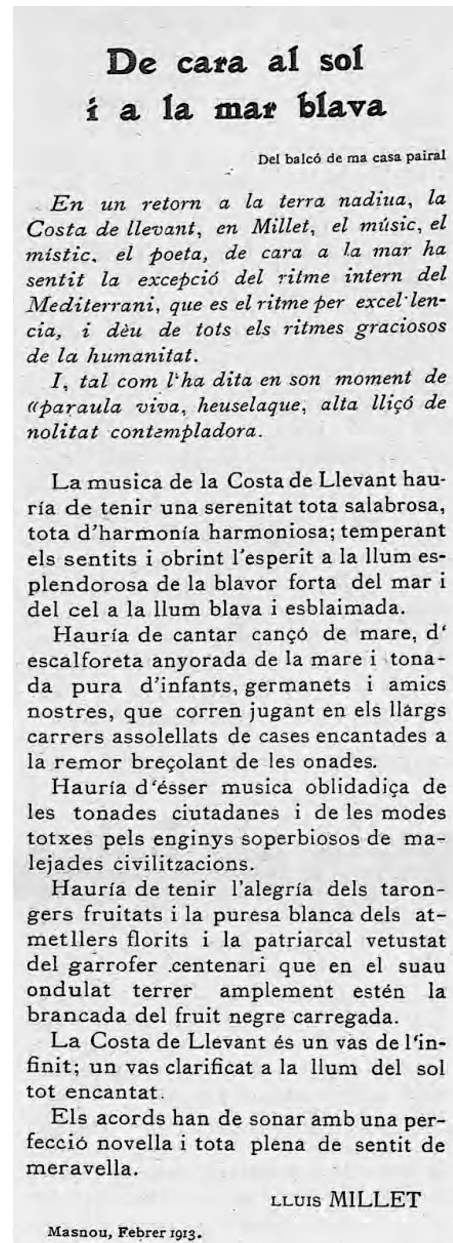 De cara al sol
i a la mar blava
Del balcó de ma casa pairal
En un retorn a la terra nadiua, la
Costa de llevant, en Millet, el músic, el
místic, el poeta, de cara a la mar ha
sentit la excepció del ritme intern del
Mediterrani, que es el ritme per excel·len-
cia, i dèu de tots els ritmes graciosos
de la humanitat.
I, tal com l'ha dita en son moment de
«paraula viva, heuselaque, alta lliçó de
nolitat contempladora.
La musica de la Costa de Llevant hau-
ría de tenir una serenitat tota salabrosa,
tota d'harmonía harmoniosa; temperant
els sentits i obrint l'esperit a la llum es-
plendorosa de la blavor forta del mar i
del cel a la llum blava i esblaimada.
Hauría de cantar cançó de mare, d'
escalforeta anyorada de la mare i tona-
da pura d'infants, germanets i amics
nostres, que corren jugant en els llargs
carrers assolellats de cases encantades a
la remor breçolant de les onades.
Hauría d'ésser musica oblidadiça de
les tonades ciutadanes i de les modes
totxes pels enginys soperbiosos de ma-
lejades civilitzacions.
Hauría de tenir l'alegría dels taron-
gers fruitats i la puresa blanca dels at-
metllers florits i la patriarcal vetustat
del garrofer centenari que en el suau
ondulat terrer amplement estén la
brancada del fruit negre carregada.
La Costa de Llevant és un vas de l'in-
finit; un vas clarificat a la llum del sol
tot encantat.
Els acords han de sonar amb una per-
fecció novella i tota plena de sentit de
meravella.
LLUIS MILLET
Masnou, Febrer 1913.